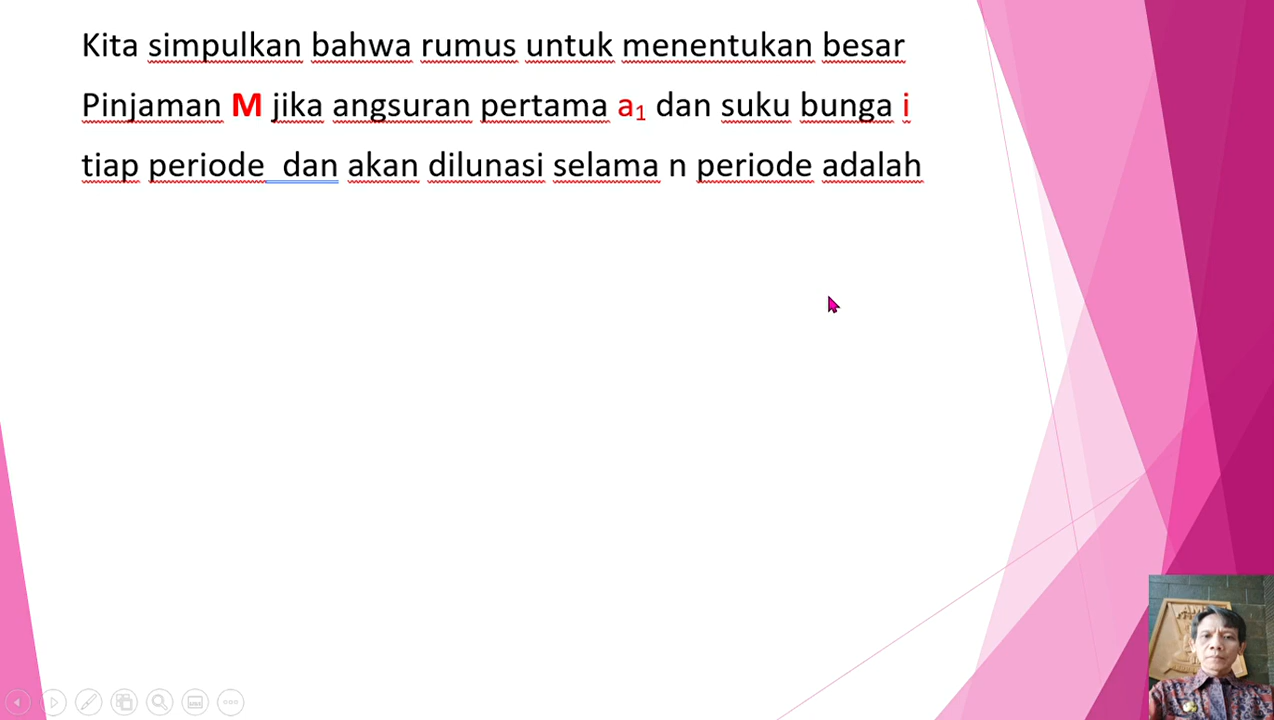 Kita simpulkan bahwa rumus untuk menentukan besar
Pinjaman M jika angsuran pertama a₁ dan suku bunga i
tiap periode dan akan dilunasi selama n periode adalah